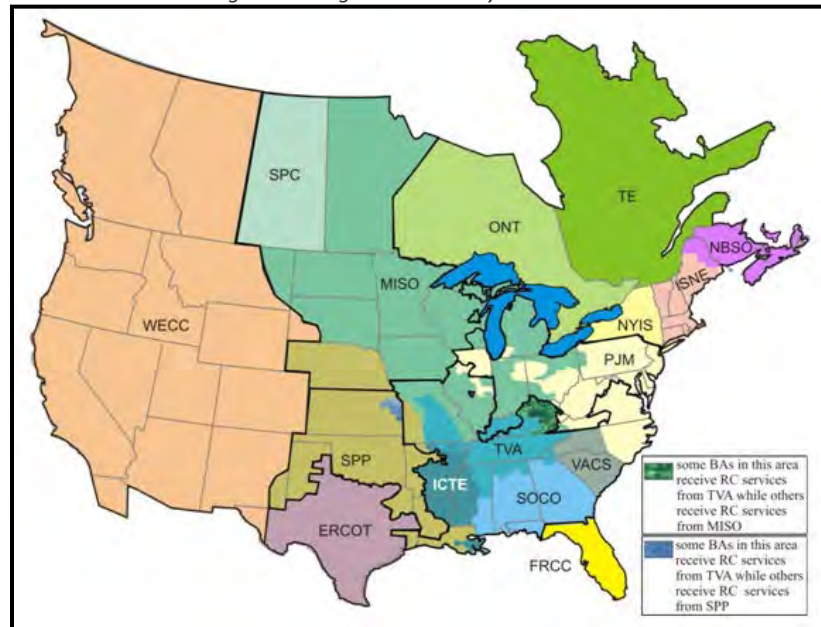 SPC
ONT
TE
NBSO
ISNE
MISO
NYIS
WECC
PJM
TVA
VACS
SPP
ICTE
SOCO
ERCOT
FRCC
some BAs in this area
receive RC services
from TVA while others
receive RC services
from MISO
some BAs in this area
receive RC services
from TVA while others
receive RC services
from SPP